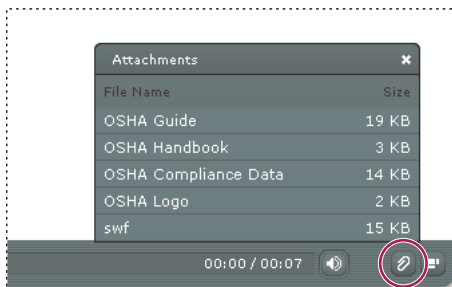 Attachments
File Name Size
OSHA Guide 19 KB
OSHA Handbook 3 KB
OSHA Compliance Data 14 KB
OSHA Logo 2 KB
swf 15 KB
00:00 / 00:07